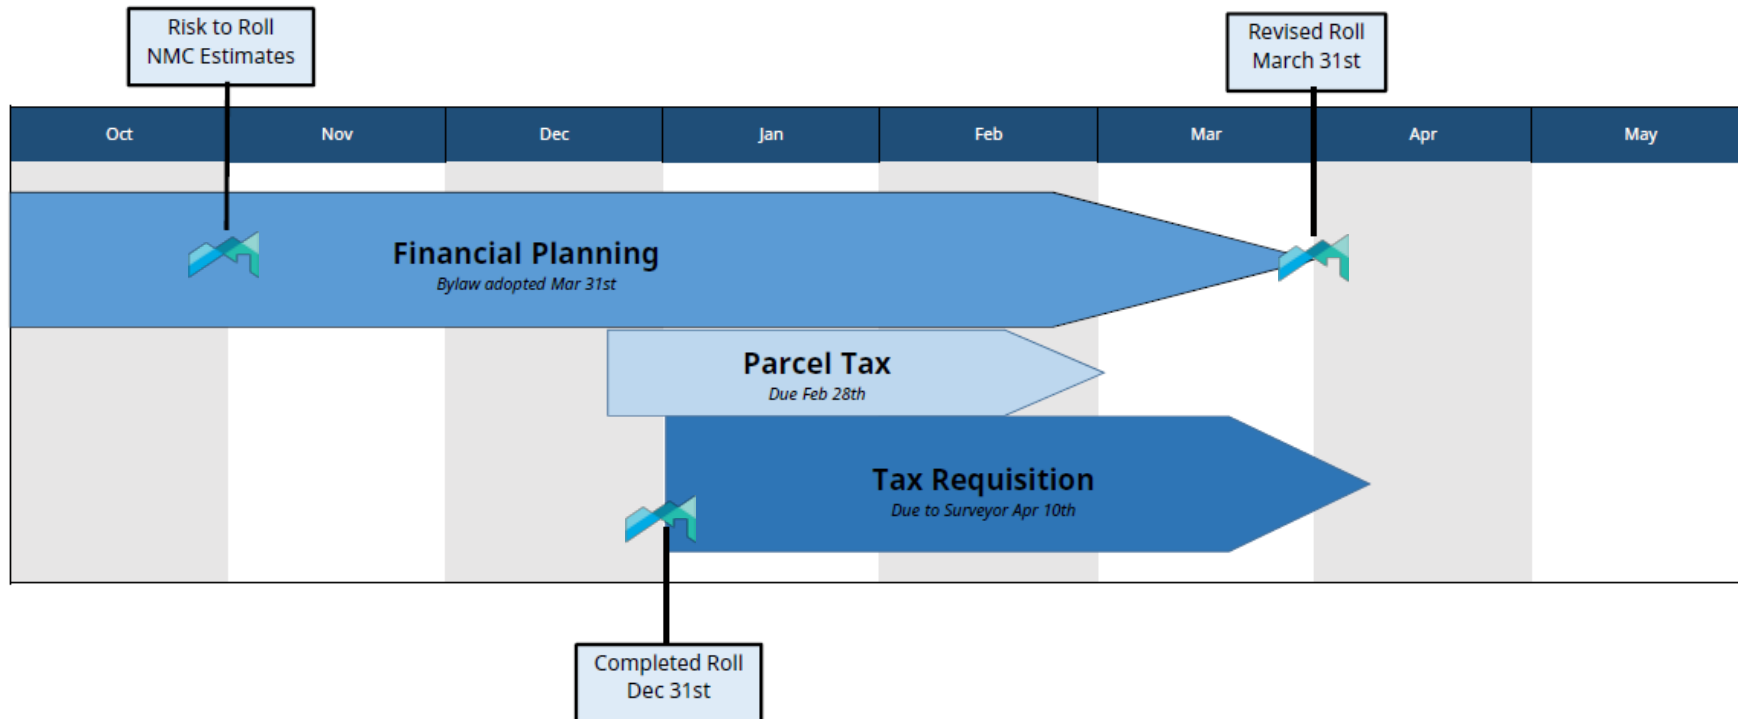 Risk to Roll
NMC Estimates
Revised Roll
March 31st
Oct
Nov
Dec
Jan
Feb
Mar
Apr
May
Financial Planning
Bylaw adopted Mar 31st
Parcel Tax
Due Feb 28th
Tax Requisition
Due to Surveyor Apr 10th
Completed Roll
Dec 31st